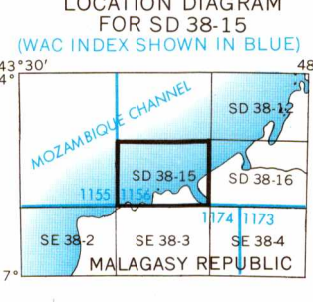 LOCATION DIAGRAM
FOR SD 38-15
(WAC INDEX SHOWN IN BLUE)
43°30′ 48
4°
SD 38-12
MOZAMBIQUE CHANNEL
SD 38-15
SD 38-16
1155 1156
1174 1173
SE 38-2 SE 38-3 SE 38-4
MALAGASY REPUBLIC
7°